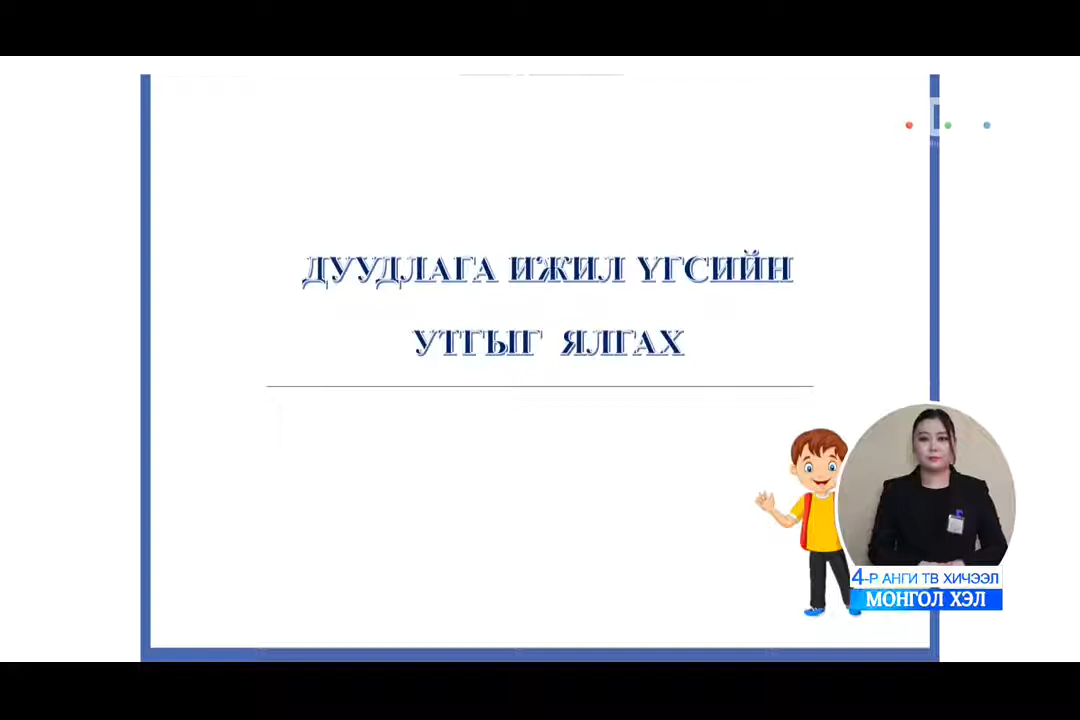 ДУУДЛАГА ИЖИЛ ҮГСИЙН
УТГЫГ ЯЛГАХ
4-Р АНГИ ТВ ХИЧЭЭЛ
МОНГОЛ ХЭЛ